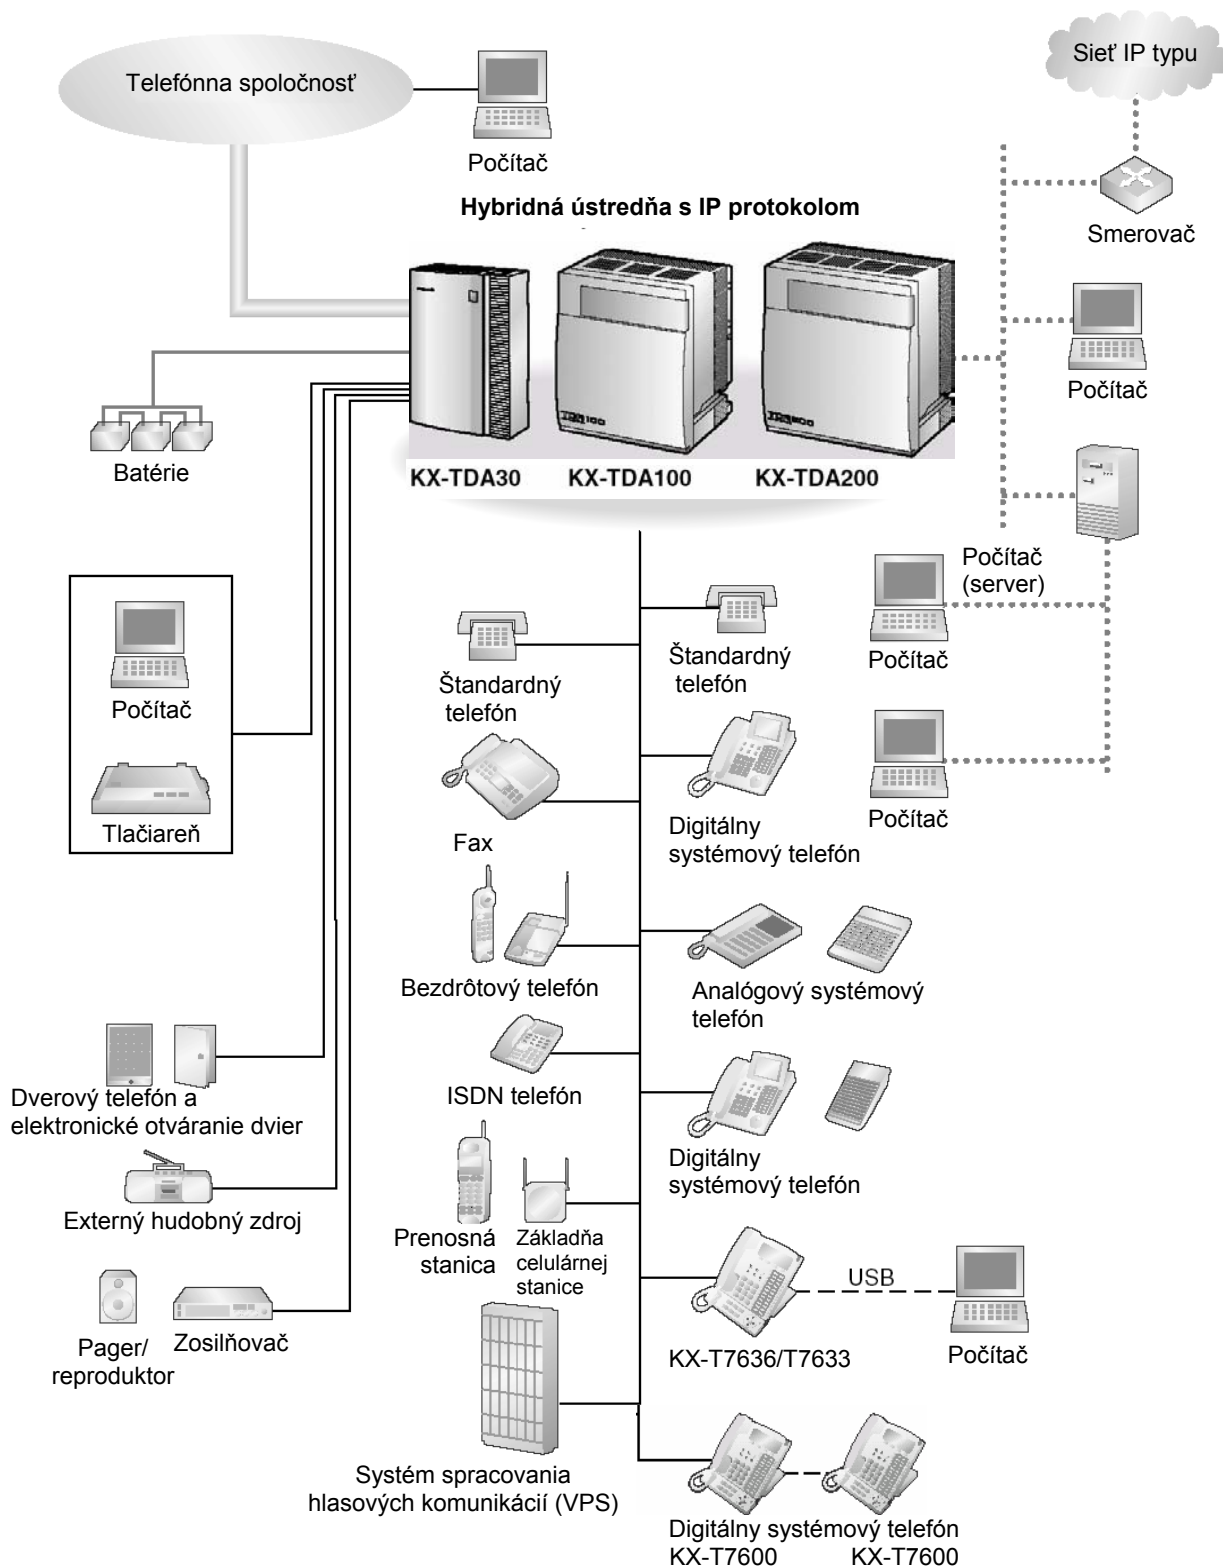 Telefónna spoločnosť
Sieť IP typu
Počítač
Hybridná ústredňa s IP protokolom
Smerovač
Počítač
Batérie
KX-TDA30
KX-TDA100
KX-TDA200
Počítač
(server)
Počítač
Tlačiareň
Štandardný
telefón
Štandardný
telefón
Počítač
Fax
Digitálny
systémový telefón
Počítač
Bezdrôtový telefón
Analógový systémový
telefón
Dverový telefón a
elektronické otváranie dvier
ISDN telefón
Digitálny
systémový telefón
Externý hudobný zdroj
Prenosná
stanica
Základňa
celulárnej
stanice
USB
Pager/
reproduktor
Zosilňovač
KX-T7636/T7633
Počítač
Systém spracovania
hlasových komunikácií (VPS)
Digitálny systémový telefón
KX-T7600
KX-T7600